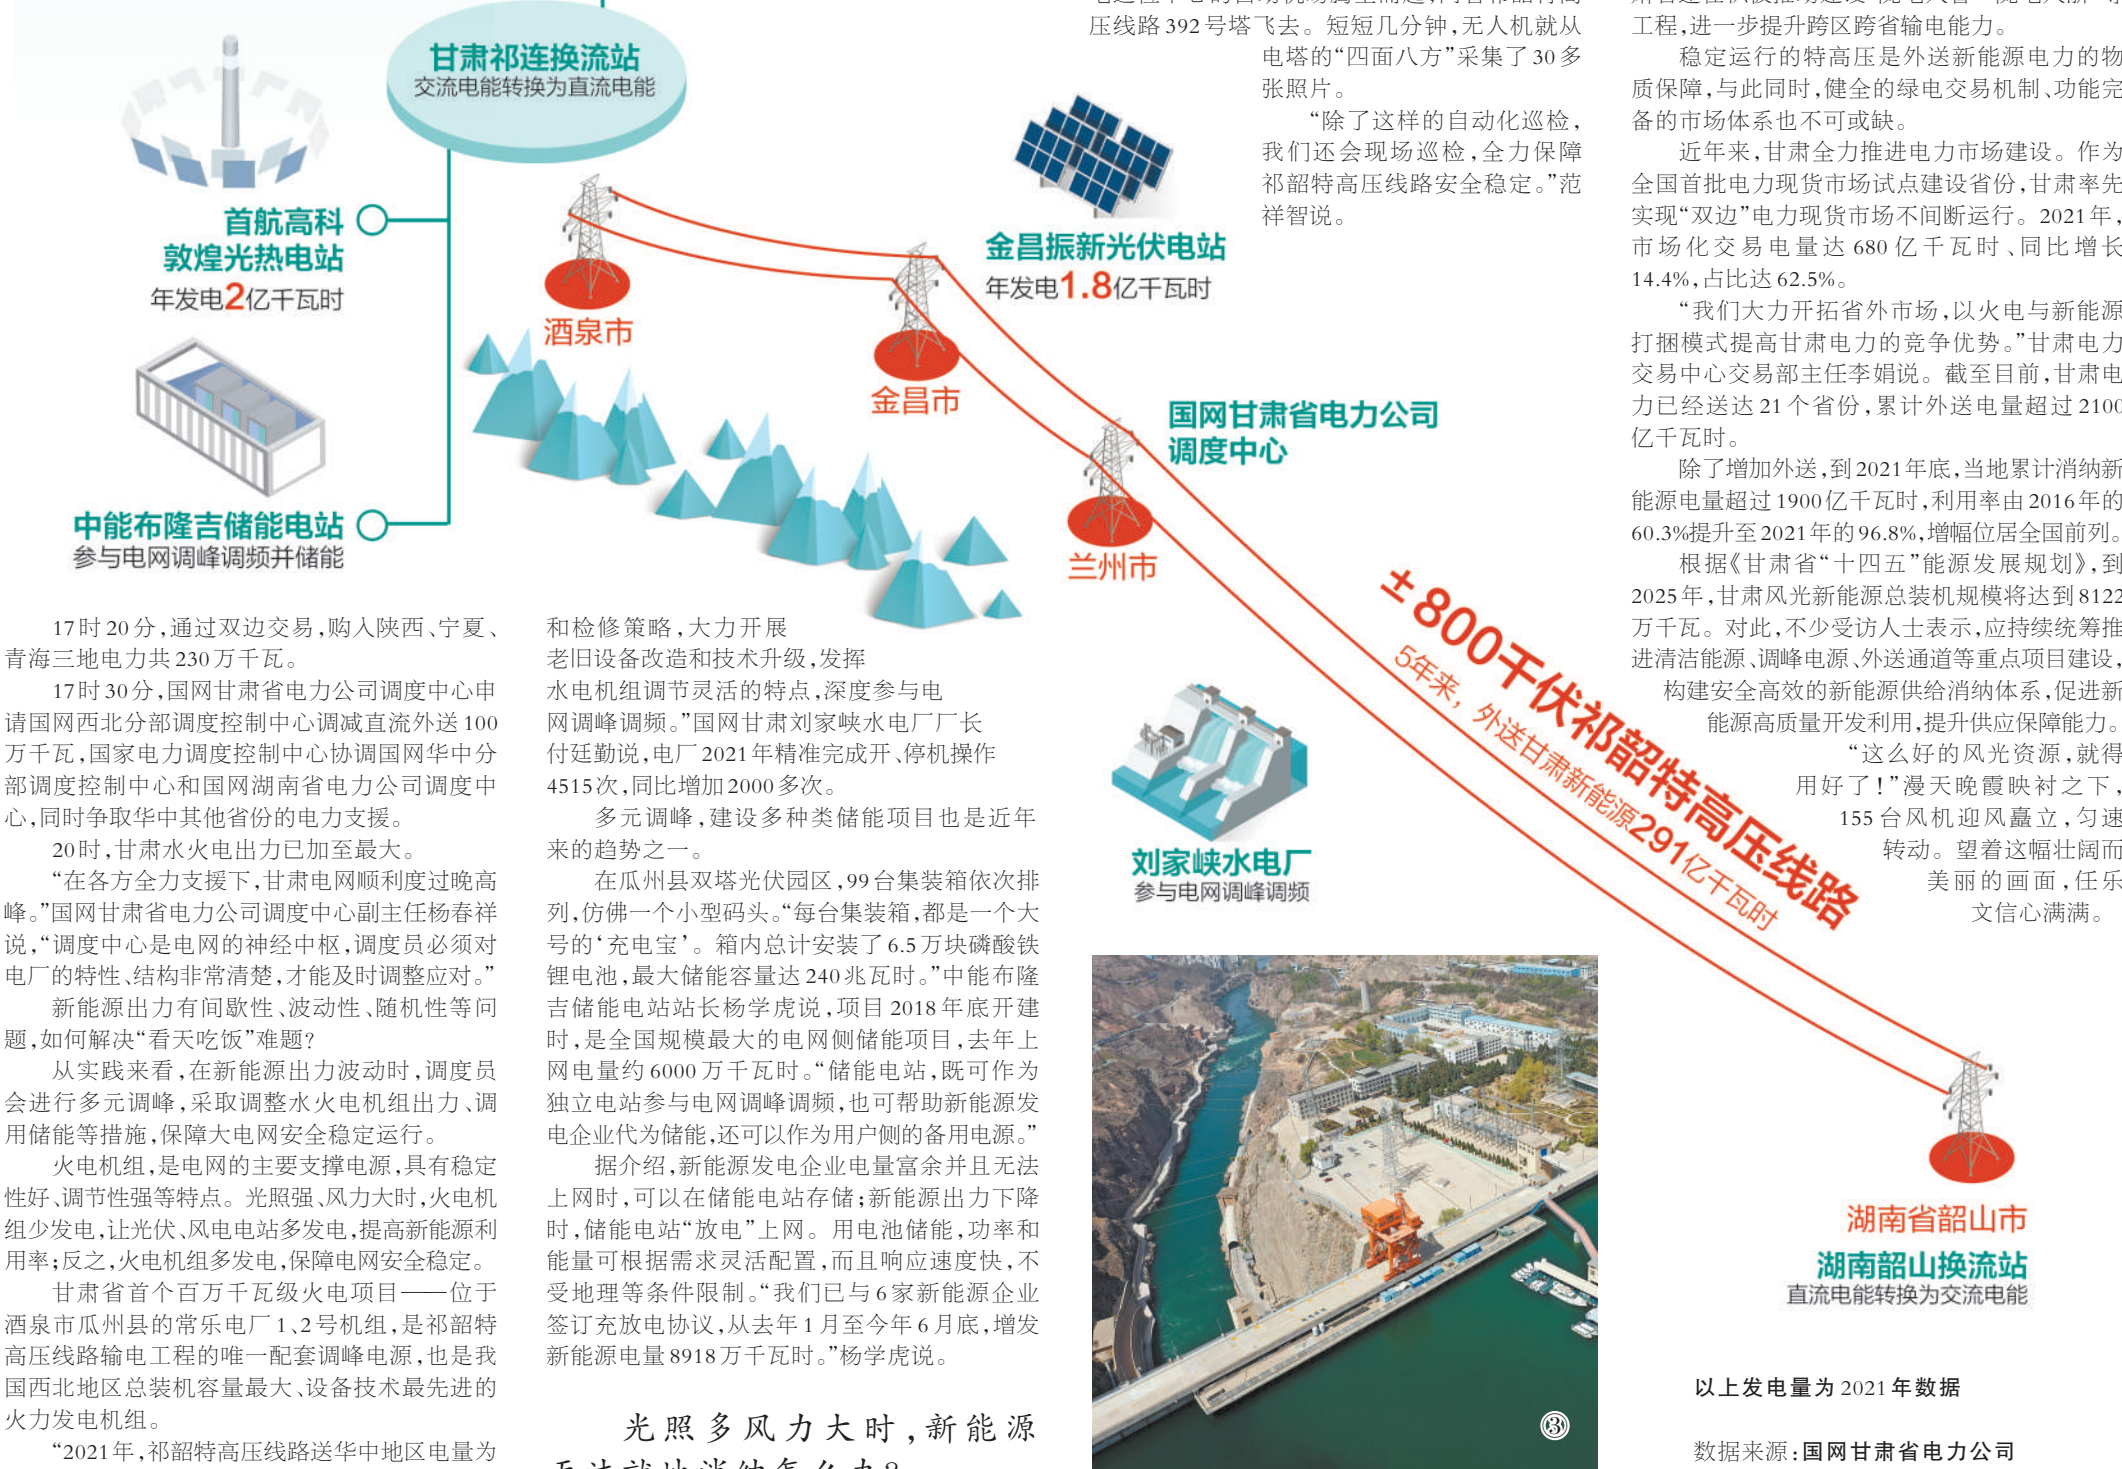 甘肃祁连换流站
交流电能转换为直流电能
首航高科
敦煌光热电站
年发电2亿千瓦时
中能布隆吉储能电站
参与电网调峰调频并储能
酒泉市
金昌市
金昌振新光伏电站
年发电1.8亿千瓦时
国网甘肃省电力公司
调度中心
兰州市
±800千伏祁韶特高压线路
5年来，外送甘肃新能源291亿千瓦时
刘家峡水电厂
参与电网调峰调频
湖南省韶山市
湖南韶山换流站
直流电能转换为交流电能
以上发电量为2021年数据
数据来源:国网甘肃省电力公司
17时20分,通过双边交易,购入陕西、宁夏、
青海三地电力共230万千瓦。
17时30分,国网甘肃省电力公司调度中心申
请国网西北分部调度控制中心调减直流外送100
万千瓦,国家电力调度控制中心协调国网华中分
部调度控制中心和国网湖南省电力公司调度中
心,同时争取华中其他省份的电力支援。
20时,甘肃水火电出力已加至最大。
“在各方全力支援下,甘肃电网顺利度过晚高
峰。”国网甘肃省电力公司调度中心副主任杨春祥
说,“调度中心是电网的神经中枢,调度员必须对
电厂的特性、结构非常清楚,才能及时调整应对。”
新能源出力有间歇性、波动性、随机性等问
题,如何解决“看天吃饭”难题?
从实践来看,在新能源出力波动时,调度员
会进行多元调峰,采取调整水火电机组出力、调
用储能等措施,保障大电网安全稳定运行。
火电机组,是电网的主要支撑电源,具有稳定
性好、调节性强等特点。光照强、风力大时,火电机
组少发电,让光伏、风电电站多发电,提高新能源利
用率;反之,火电机组多发电,保障电网安全稳定。
甘肃省首个百万千瓦级火电项目——位于
酒泉市瓜州县的常乐电厂1、2号机组,是祁韶特
高压线路输电工程的唯一配套调峰电源,也是我
国西北地区总装机容量最大、设备技术最先进的
火力发电机组。
“2021年,祁韶特高压线路送华中地区电量为
和检修策略,大力开展
老旧设备改造和技术升级,发挥
水电机组调节灵活的特点,深度参与电
网调峰调频。”国网甘肃刘家峡水电厂厂长
付廷勤说,电厂2021年精准完成开、停机操作
4515次,同比增加2000多次。
多元调峰,建设多种类储能项目也是近年
来的趋势之一。
在瓜州县双塔光伏园区,99台集装箱依次排
列,仿佛一个小型码头。“每台集装箱,都是一个大
号的‘充电宝’。箱内总计安装了6.5万块磷酸铁
锂电池,最大储能容量达240兆瓦时。”中能布隆
吉储能电站站长杨学虎说,项目2018年底开建
时,是全国规模最大的电网侧储能项目,去年上
网电量约6000万千瓦时。“储能电站,既可作为
独立电站参与电网调峰调频,也可帮助新能源发
电企业代为储能,还可以作为用户侧的备用电源。”
据介绍,新能源发电企业电量富余并且无法
上网时,可以在储能电站存储;新能源出力下降
时,储能电站“放电”上网。用电池储能,功率和
能量可根据需求灵活配置,而且响应速度快,不
受地理等条件限制。“我们已与6家新能源企业
签订充放电协议,从去年1月至今年6月底,增发
新能源电量8918万千瓦时。”杨学虎说。
光照多风力大时,新能源
压线路392号塔飞去。短短几分钟,无人机就从
电塔的“四面八方”采集了30多
张照片。
“除了这样的自动化巡检,
我们还会现场巡检,全力保障
祁韶特高压线路安全稳定。”范
祥智说。
③
工程,进一步提升跨区跨省输电能力。
稳定运行的特高压是外送新能源电力的物
质保障,与此同时,健全的绿电交易机制、功能完
备的市场体系也不可或缺。
近年来,甘肃全力推进电力市场建设。作为
全国首批电力现货市场试点建设省份,甘肃率先
实现“双边”电力现货市场不间断运行。2021年,
市场化交易电量达680亿千瓦时、同比增长
14.4%,占比达62.5%。
“我们大力开拓省外市场,以火电与新能源
打捆模式提高甘肃电力的竞争优势。”甘肃电力
交易中心交易部主任李娟说。截至目前,甘肃电
力已经送达21个省份,累计外送电量超过2100
亿千瓦时。
除了增加外送,到2021年底,当地累计消纳新
能源电量超过1900亿千瓦时,利用率由2016年的
60.3%提升至2021年的96.8%,增幅位居全国前列。
根据《甘肃省“十四五”能源发展规划》,到
2025年,甘肃风光新能源总装机规模将达到8122
万千瓦。对此,不少受访人士表示,应持续统筹推
进清洁能源、调峰电源、外送通道等重点项目建设,
构建安全高效的新能源供给消纳体系,促进新
能源高质量开发利用,提升供应保障能力。
“这么好的风光资源,就得
用好了!”漫天晚霞映衬之下,
155台风机迎风矗立,匀速
转动。望着这幅壮阔而
美丽的画面,任乐
文信心满满。